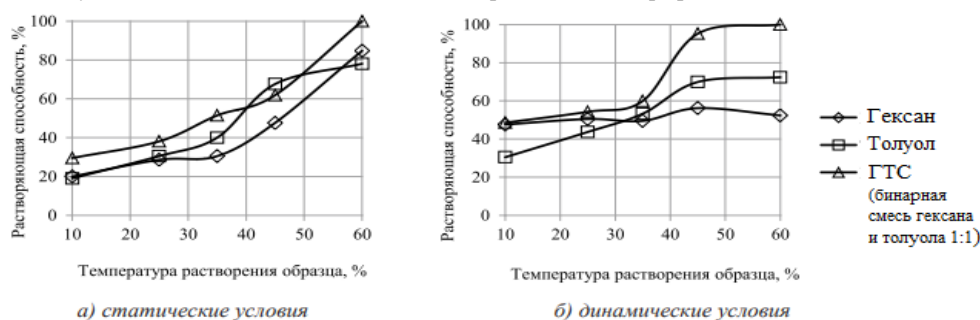 Растворяющая способность, %
100
80
60
40
20
0
10
20
30
40
50
60
Температура растворения образца, %
а) статические условия
Растворяющая способность, %
100
80
60
40
20
0
10
20
30
40
50
60
Температура растворения образца, %
б) динамические условия
Гексан
Толуол
ГТС
(бинарная
смесь гексана
и толуола 1:1)